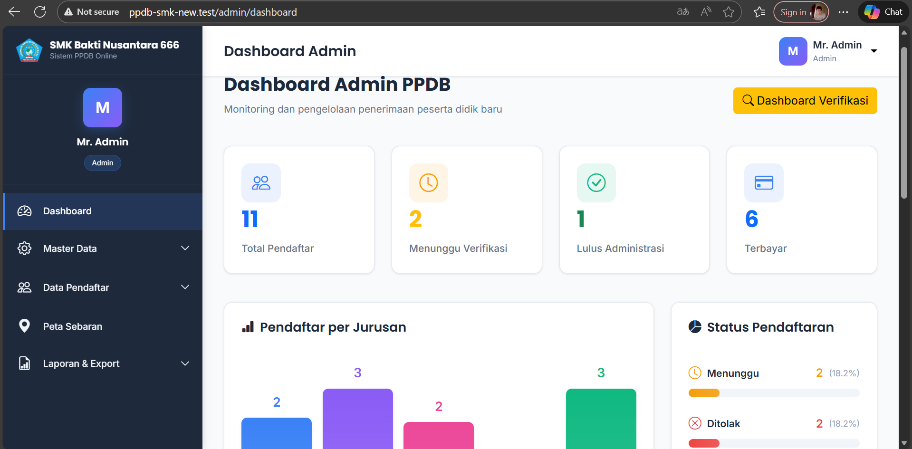 Not secure
ppdb-smk-new.test/admin/dashboard
Sign in
Chat
SMK Bakti Nusantara 666
Sistem PPDB Online
M
Mr. Admin
Admin
Dashboard
Master Data
Data Pendaftar
Peta Sebaran
Laporan & Export
Dashboard Admin
M
Mr. Admin
Admin
Dashboard Admin PPDB
Monitoring dan pengelolaan penerimaan peserta didik baru
Dashboard Verifikasi
11
Total Pendaftar
2
Menunggu Verifikasi
1
Lulus Administrasi
6
Terbayar
Pendaftar per Jurusan
2
3
2
3
Status Pendaftaran
Menunggu 2 (18.2%)
Ditolak 2 (18.2%)